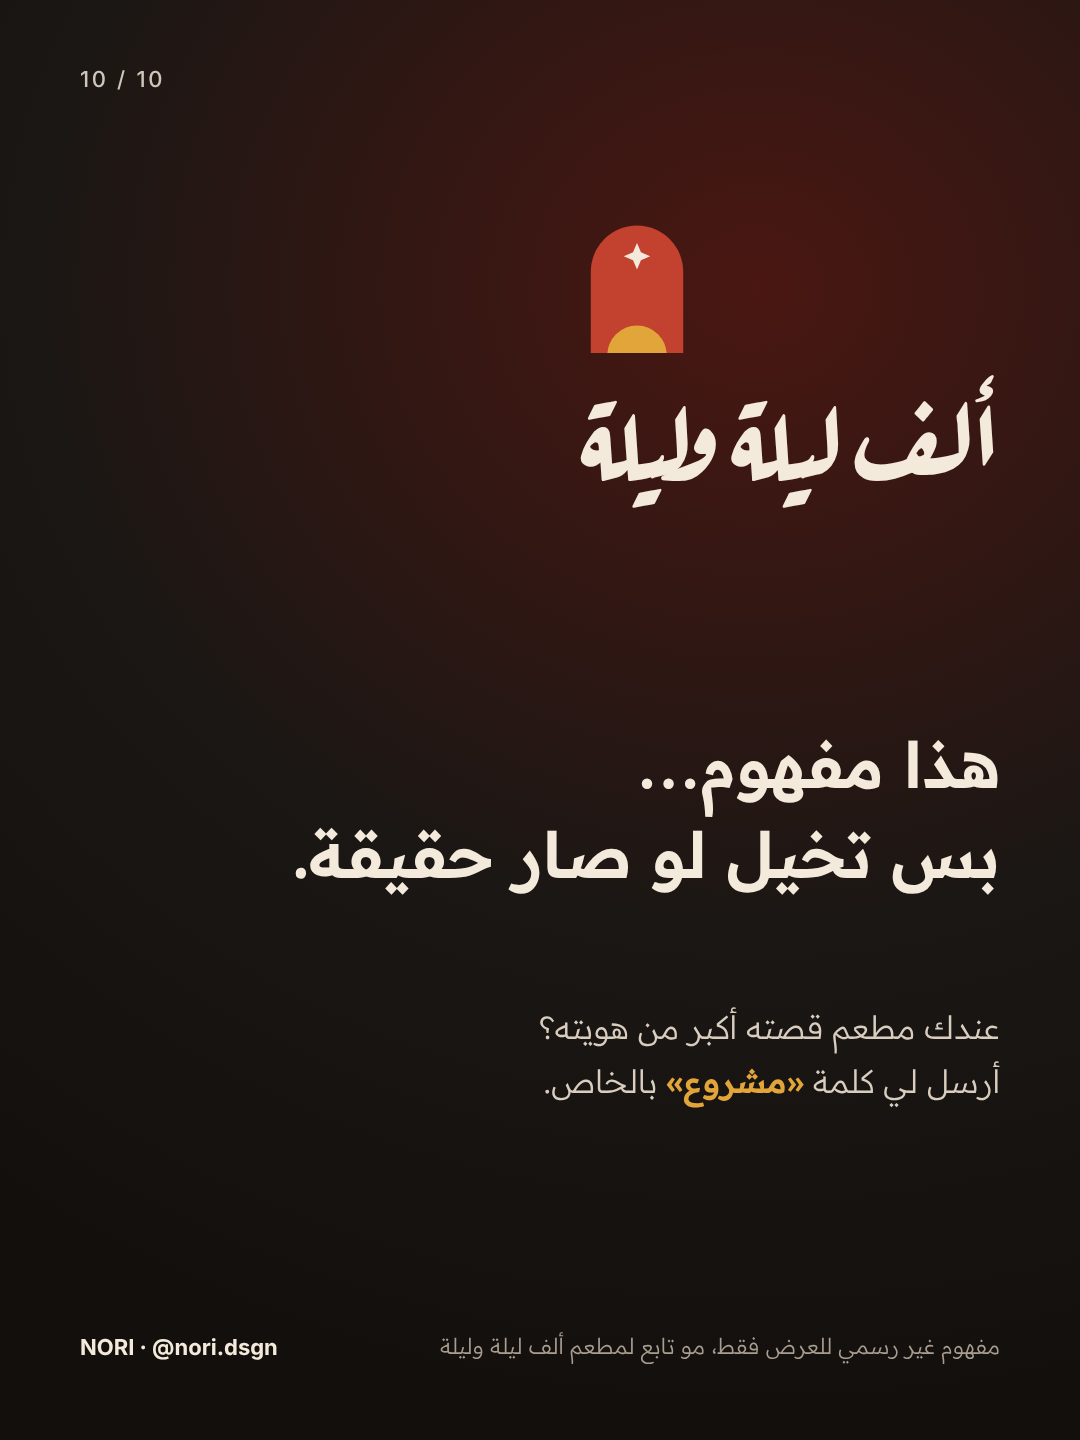 10 / 10
ألف ليلة وليلة
هذا مفهوم...
بس تخيل لو صار حقيقة.
عندك مطعم قصته أكبر من هويته؟
أرسل لي كلمة «مشروع» بالخاص.
مفهوم غير رسمي للعرض فقط، مو تابع لمطعم ألف ليلة وليلة
NORI · @nori.dsgn